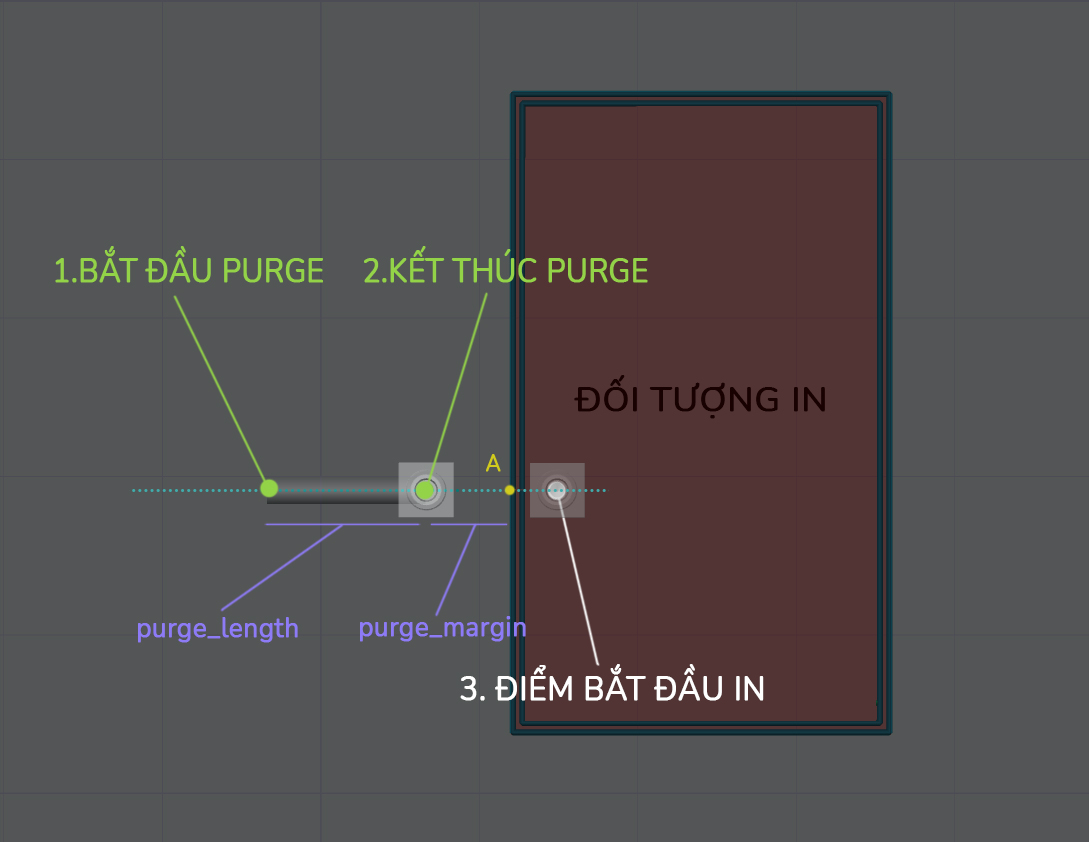 1.BẮT ĐẦU PURGE
2.KẾT THÚC PURGE
ĐỐI TƯỢNG IN
A
purge_length
purge_margin
3. ĐIỂM BẮT ĐẦU IN